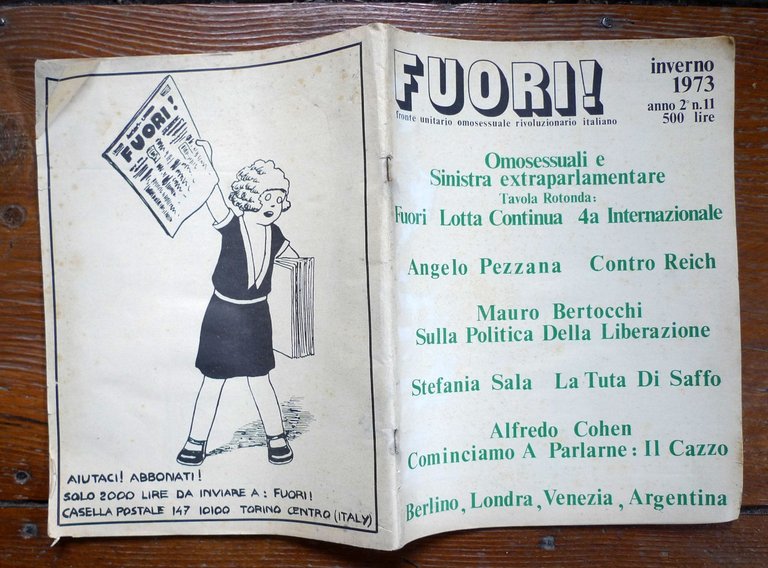 FUORI!
AIUTACI! ABBONATI!
SOLO 2000 LIRE DA INVIARE A: FUORI!
CASELLA POSTALE 147 10100 TORINO CENTRO (ITALY)
FUORI!
fronte unitario omosessuale rivoluzionario italiano
inverno
1973
anno 2° n.11
500 lire
Omosessuali e
Sinistra extraparlamentare
Tavola Rotonda:
Fuori Lotta Continua 4a Internazionale
Angelo Pezzana Contro Reich
Mauro Bertocchi
Sulla Politica Della Liberazione
Stefania Sala La Tuta Di Saffo
Alfredo Cohen
Cominciamo A Parlarne: Il Cazzo
Berlino, Londra, Venezia, Argentina